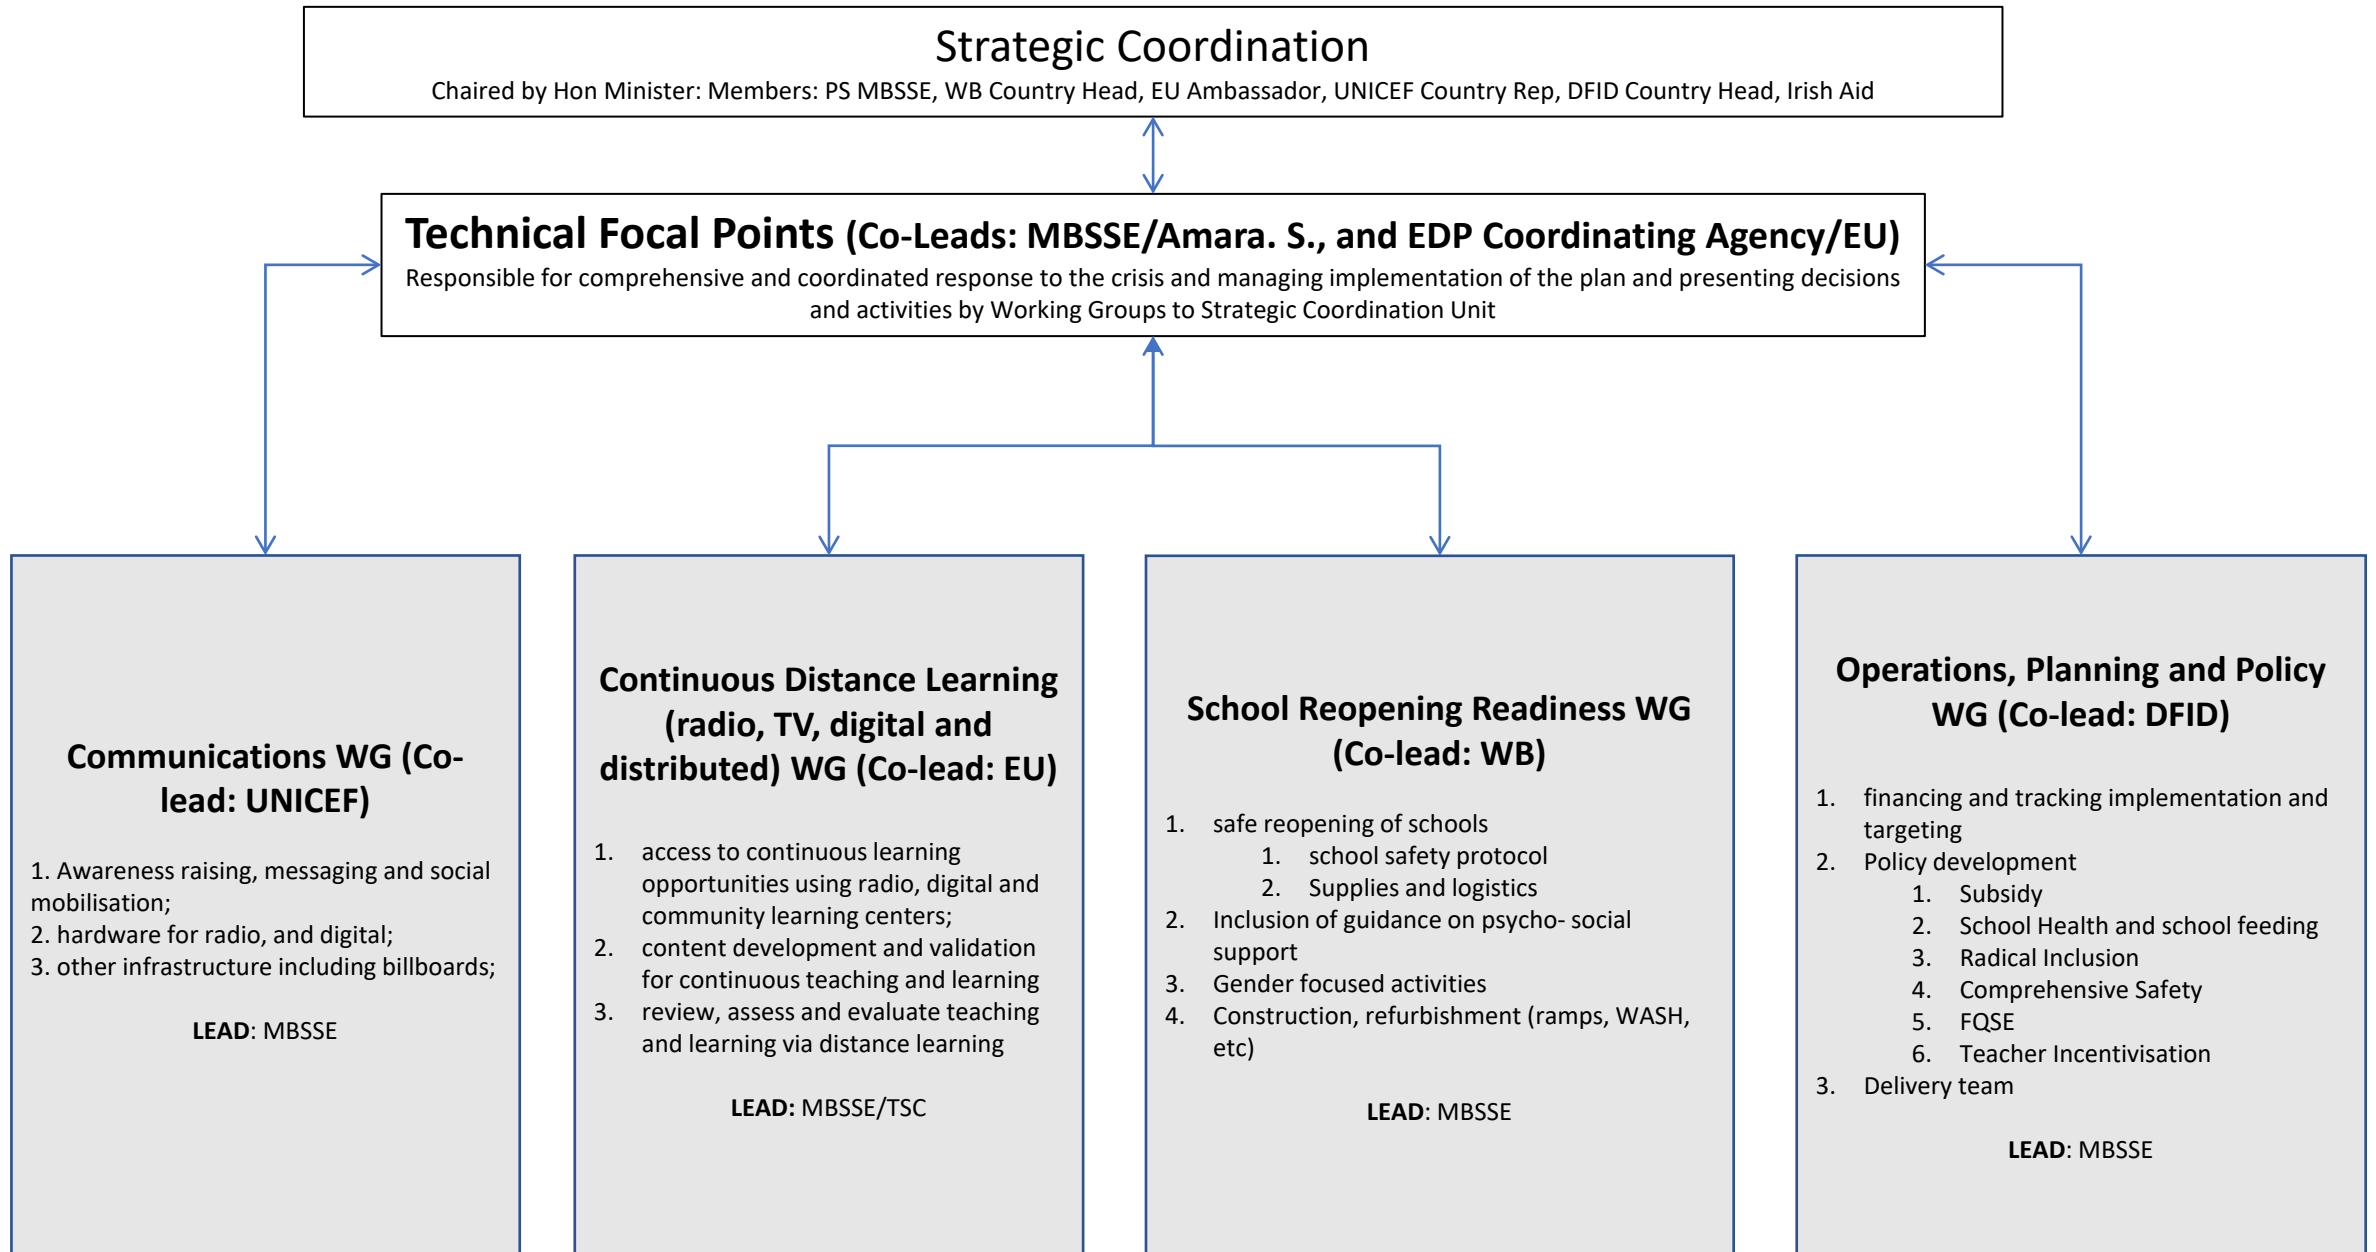 Strategic Coordination
Chaired by Hon Minister: Members: PS MBSSE, WB Country Head, EU Ambassador, UNICEF Country Rep, DFID Country Head, Irish Aid
Technical Focal Points (Co-Leads: MBSSE/Amara. S., and EDP Coordinating Agency/EU)
Responsible for comprehensive and coordinated response to the crisis and managing implementation of the plan and presenting decisions
and activities by Working Groups to Strategic Coordination Unit
Communications WG (Co-
lead: UNICEF)
1. Awareness raising, messaging and social
mobilisation;
2. hardware for radio, and digital;
3. other infrastructure including billboards;
LEAD: MBSSE
Continuous Distance Learning
(radio, TV, digital and
distributed) WG (Co-lead: EU)
1. access to continuous learning
opportunities using radio, digital and
community learning centers;
2. content development and validation
for continuous teaching and learning
3. review, assess and evaluate teaching
and learning via distance learning
LEAD: MBSSE/TSC
School Reopening Readiness WG
(Co-lead: WB)
1. safe reopening of schools
1. school safety protocol
2. Supplies and logistics
2. Inclusion of guidance on psycho- social
support
3. Gender focused activities
4. Construction, refurbishment (ramps, WASH,
etc)
LEAD: MBSSE
Operations, Planning and Policy
WG (Co-lead: DFID)
1. financing and tracking implementation and
targeting
2. Policy development
1. Subsidy
2. School Health and school feeding
3. Radical Inclusion
4. Comprehensive Safety
5. FQSE
6. Teacher Incentivisation
3. Delivery team
LEAD: MBSSE